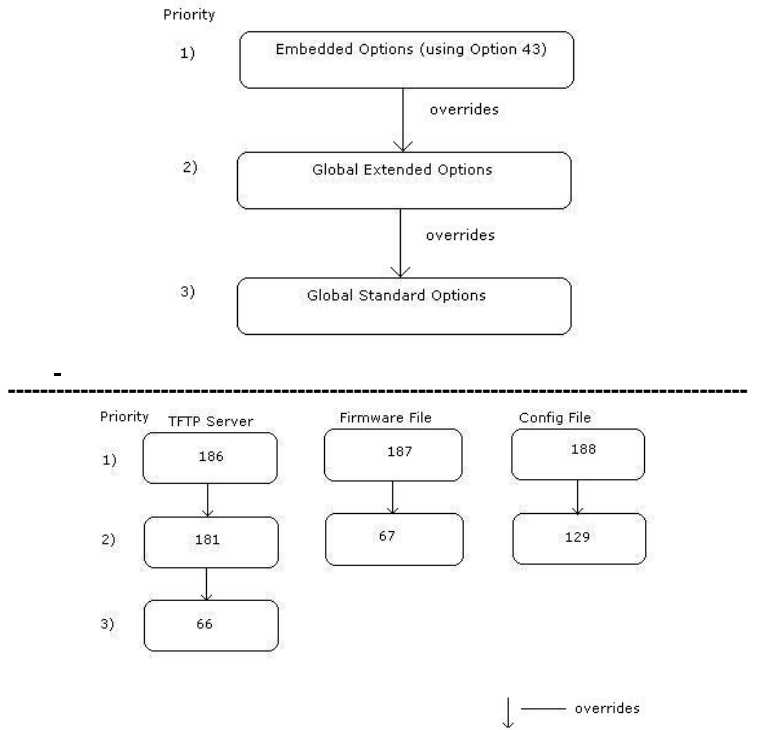 Priority
1) Embedded Options (using Option 43)
overrides
2) Global Extended Options
overrides
3) Global Standard Options
Priority TFTP Server Firmware File Config File
1) 186 187 188
2) 181 67 129
3) 66
overrides